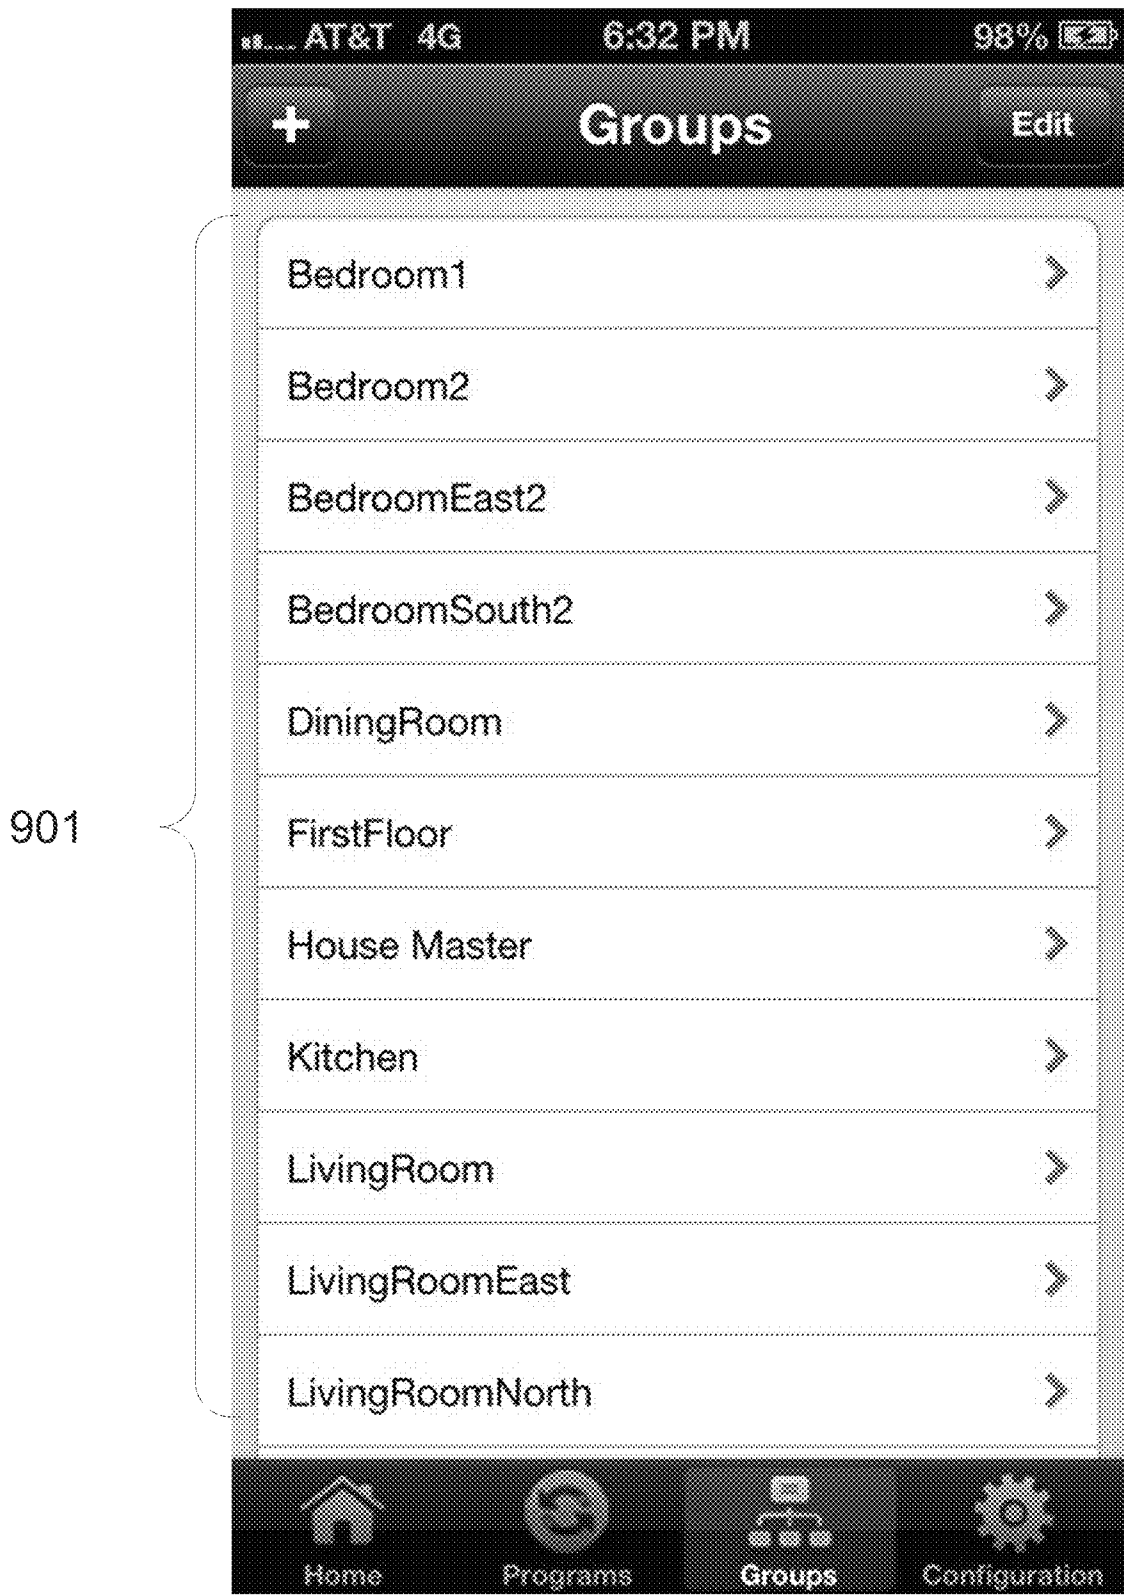 AT&T 4G 6:32 PM 98%
+ Groups Edit
Bedroom1
Bedroom2
BedroomEast2
BedroomSouth2
DiningRoom
FirstFloor
House Master
Kitchen
LivingRoom
LivingRoomEast
LivingRoomNorth
901
Home Programs Groups Configuration